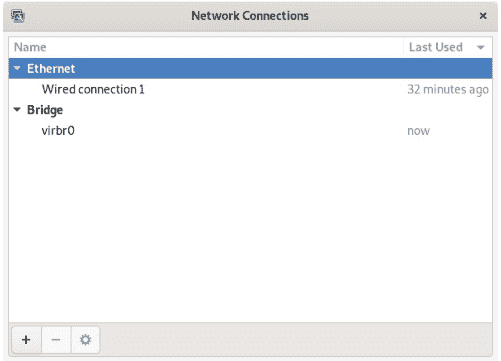 Network Connections
Name Last Used
Ethernet
Wired connection 1 32 minutes ago
Bridge
virbr0 now